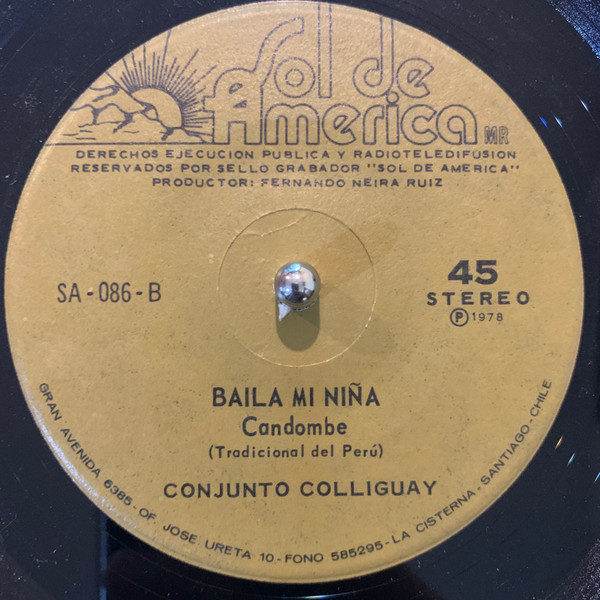 Sol de
America MR
DERECHOS EJECUCION PUBLICA Y RADIOTELEDIFUSION
RESERVADOS POR SELLO GRABADOR "SOL DE AMERICA"
PRODUCTOR: FERNANDO NEIRA RUIZ
SA-086-B
45
STEREO
Ⓟ1978
BAILA MI NIÑA
Candombe
(Tradicional del Perú)
CONJUNTO COLLIGUAY
GRAN AVENIDA 6385-OF JOSE URETA 10-FONO 585295-LA CISTERNA-SANTIAGO-CHILE